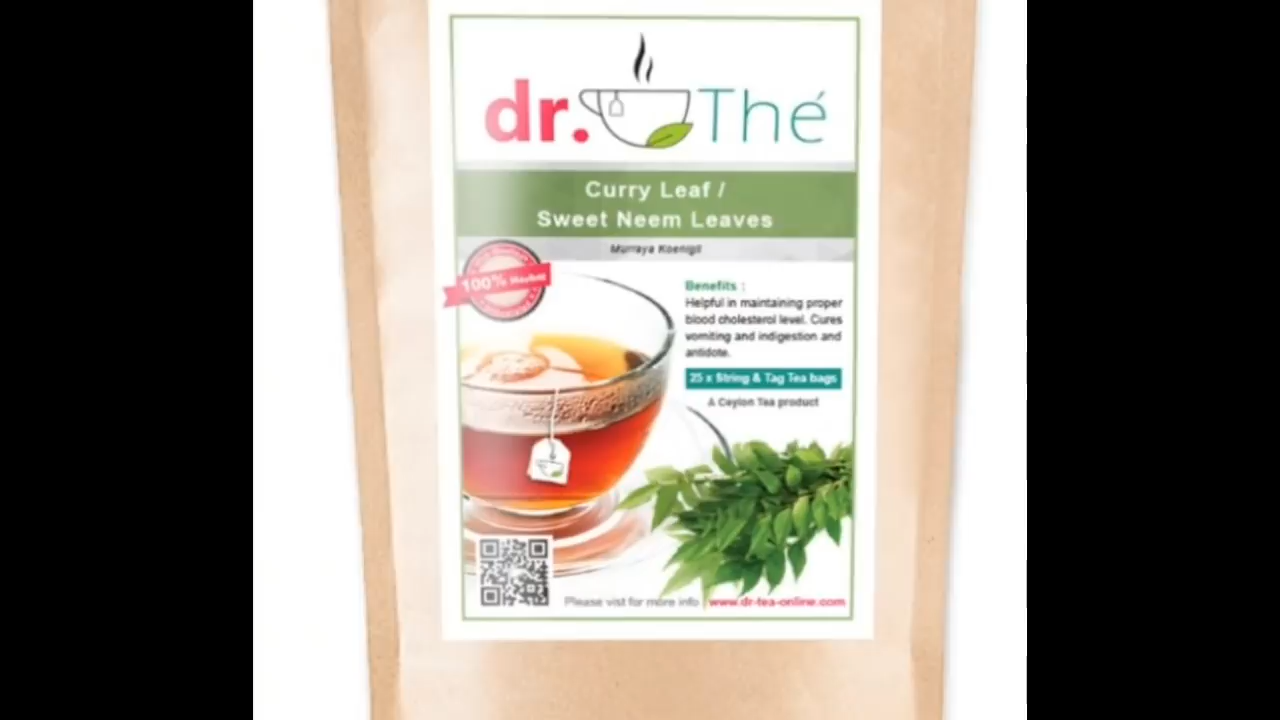 dr. Thé
Curry Leaf /
Sweet Neem Leaves
Murraya Koenigii
100%
Benefits :
Helpful in maintaining proper
blood cholesterol level. Cures
vomiting and indigestion and
antidote.
25 x String & Tag Tea bags
A Ceylon Tea product
Please vist for more info www.dr-tea-online.com